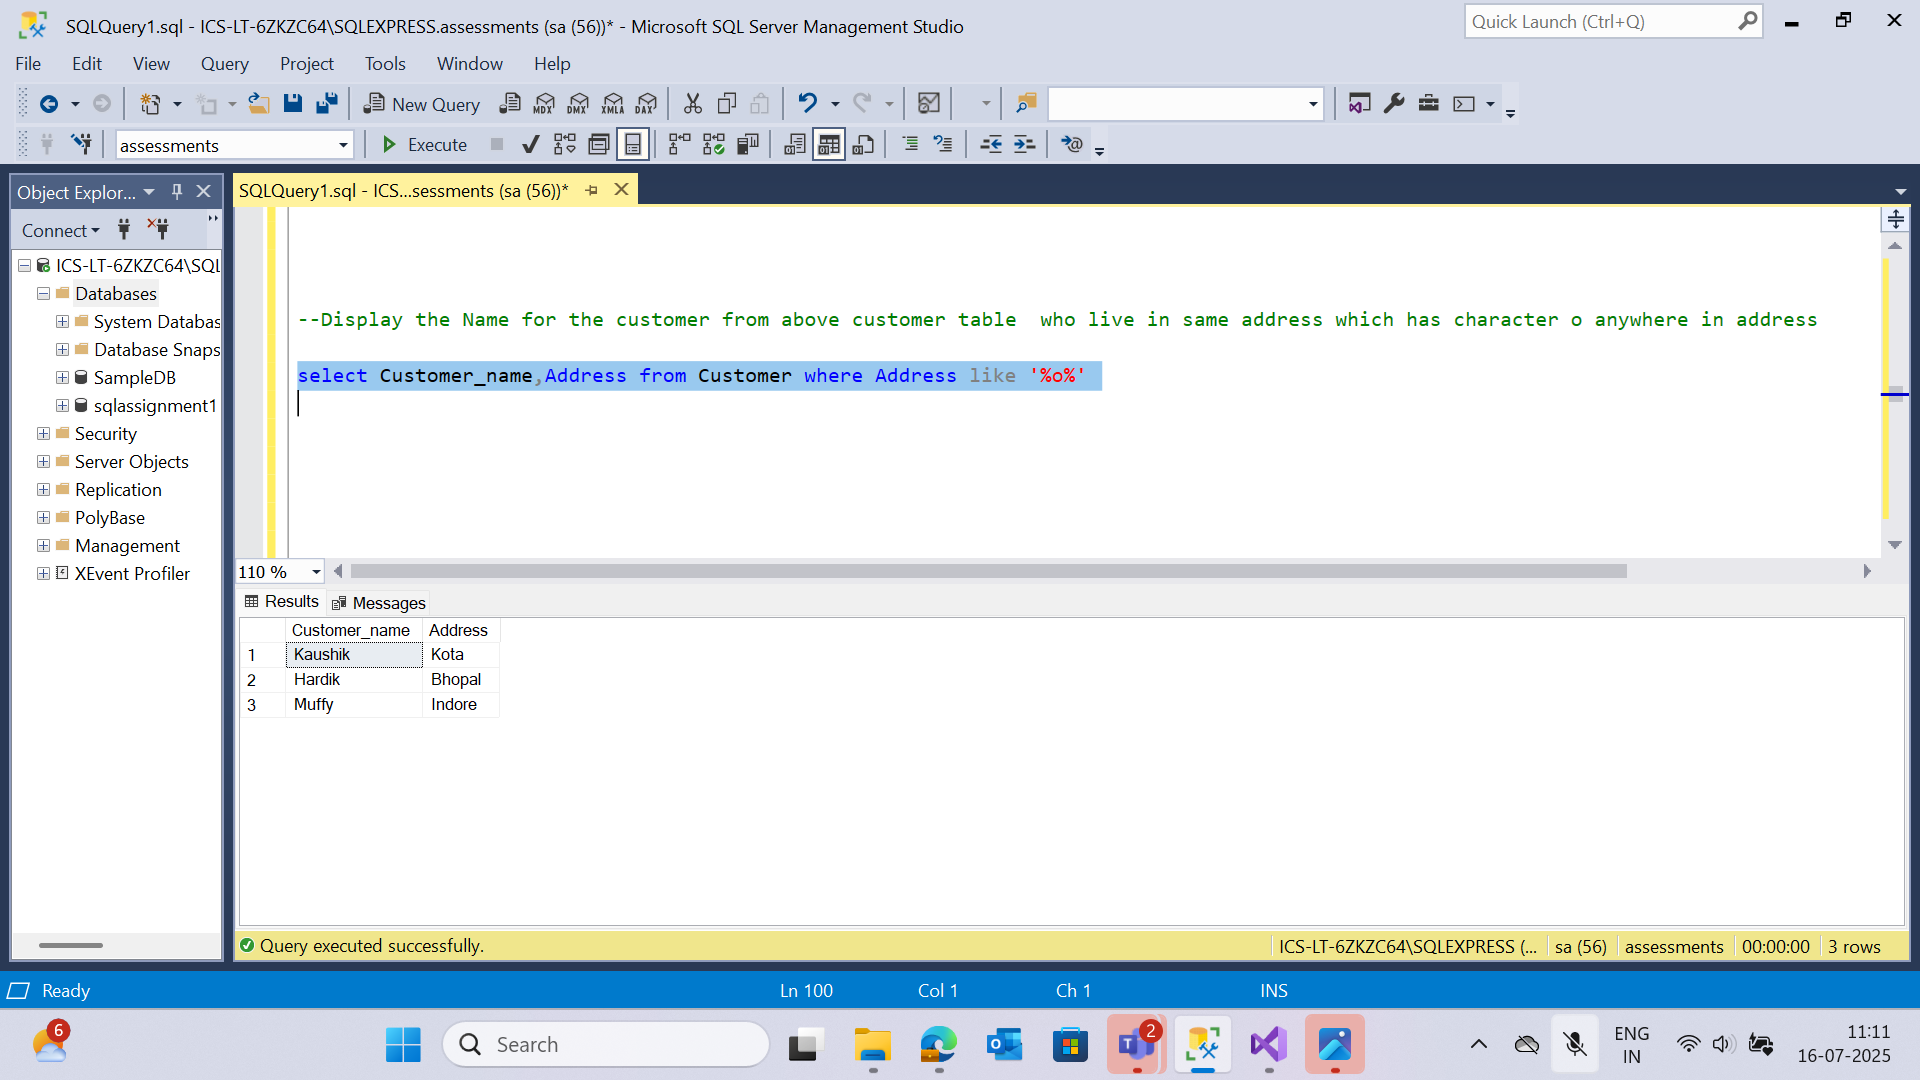 SQLQuery1.sql - ICS-LT-6ZKZC64\SQLEXPRESS.assessments (sa (56))* - Microsoft SQL Server Management Studio
Quick Launch (Ctrl+Q)
File Edit View Query Project Tools Window Help
New Query MDX DMX XMLA DAX
assessments Execute
Object Explor...
SQLQuery1.sql - ICS...sessments (sa (56))*
Connect
ICS-LT-6ZKZC64\SQL
Databases
System Databas
Database Snaps
SampleDB
sqlassignment1
Security
Server Objects
Replication
PolyBase
Management
XEvent Profiler
--Display the Name for the customer from above customer table  who live in same address which has character o anywhere in address
select Customer_name,Address from Customer where Address like '%o%'
110 %
Results Messages
Customer_name Address
1 Kaushik Kota
2 Hardik Bhopal
3 Muffy Indore
Query executed successfully.
ICS-LT-6ZKZC64\SQLEXPRESS (... sa (56) assessments 00:00:00 3 rows
Ready Ln 100 Col 1 Ch 1 INS
6
Search
2
ENG
IN
11:11
16-07-2025